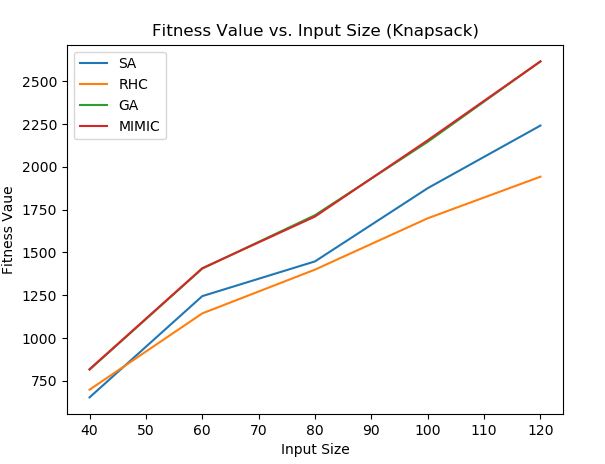 Fitness Value vs. Input Size (Knapsack)
SA
RHC
GA
MIMIC
2500
2250
2000
1750
1500
1250
1000
750
Fitness Vaue
40 50 60 70 80 90 100 110 120
Input Size